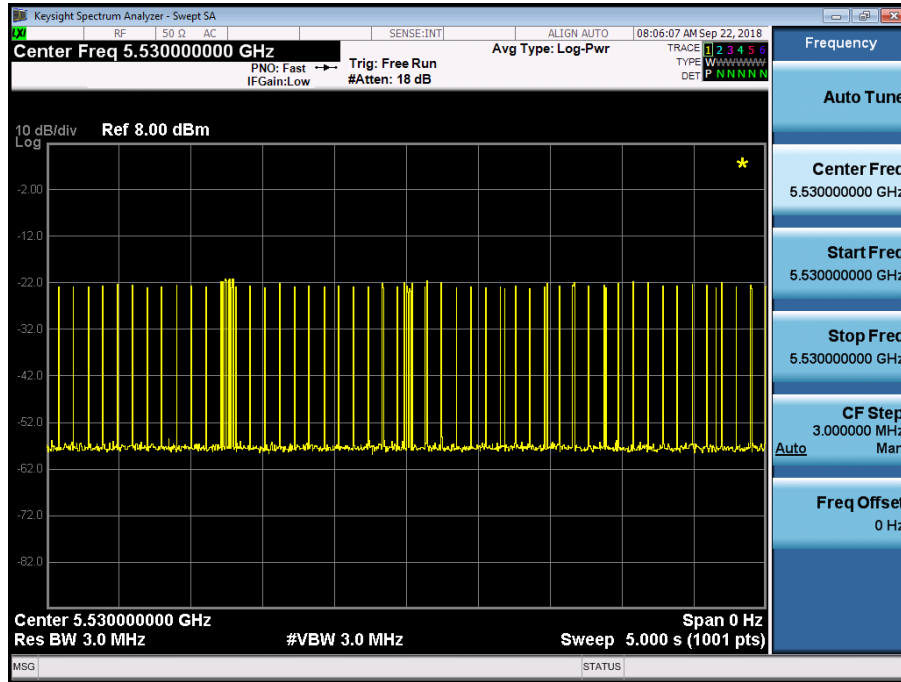 Keysight Spectrum Analyzer - Swept SA
LXI RF 50 Ω AC SENSE:INT ALIGN AUTO 08:06:07 AM Sep 22, 2018
Center Freq 5.530000000 GHz
PNO: Fast
IFGain:Low
Trig: Free Run
#Atten: 18 dB
Avg Type: Log-Pwr
TRACE 1 2 3 4 5 6
TYPE W W W W W W
DET P N N N N N
10 dB/div Ref 8.00 dBm
Log
-2.00
-12.0
-22.0
-32.0
-42.0
-52.0
-62.0
-72.0
-82.0
Center 5.530000000 GHz Span 0 Hz
Res BW 3.0 MHz #VBW 3.0 MHz Sweep 5.000 s (1001 pts)
MSG STATUS
Frequency
Auto Tune
Center Freq
5.530000000 GHz
Start Freq
5.530000000 GHz
Stop Freq
5.530000000 GHz
CF Step
3.000000 MHz
Auto Man
Freq Offset
0 Hz